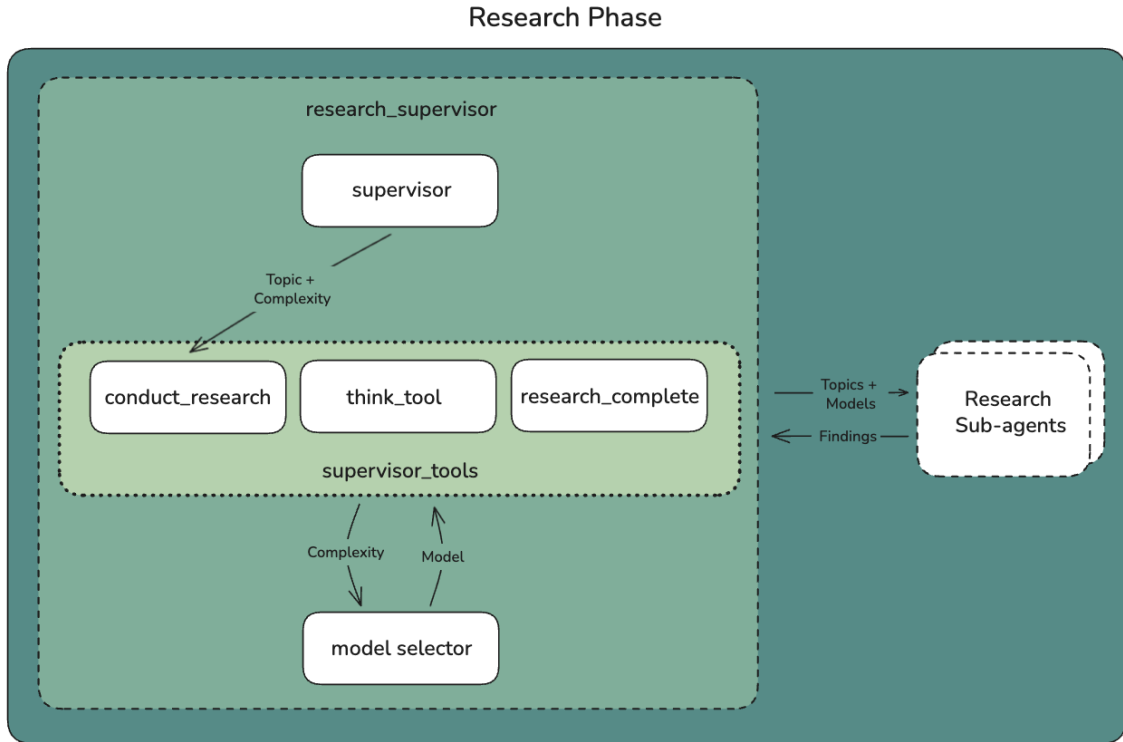 Research Phase
research_supervisor
supervisor
Topic +
Complexity
conduct_research
think_tool
research_complete
supervisor_tools
Topics +
Models
Findings
Research
Sub-agents
Complexity
Model
model selector